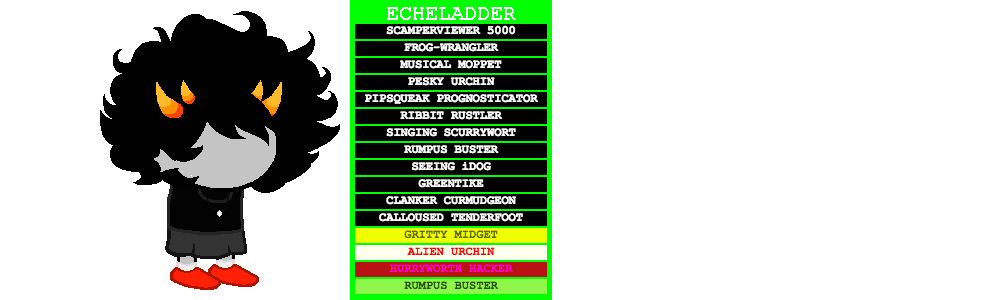 ECHELADDER
SCAMPERVIEWER 5000
FROG-WRANGLER
MUSICAL MOPPET
PESKY URCHIN
PIPSQUEAK PROGNOSTICATOR
RIBBIT RUSTLER
SINGING SCURRYWORT
RUMPUS BUSTER
SEEING iDOG
GREENTIKE
CLANKER CURMUDGEON
CALLOUSED TENDERFOOT
GRITTY MIDGET
ALIEN URCHIN
HURRYWORTH HACKER
RUMPUS BUSTER